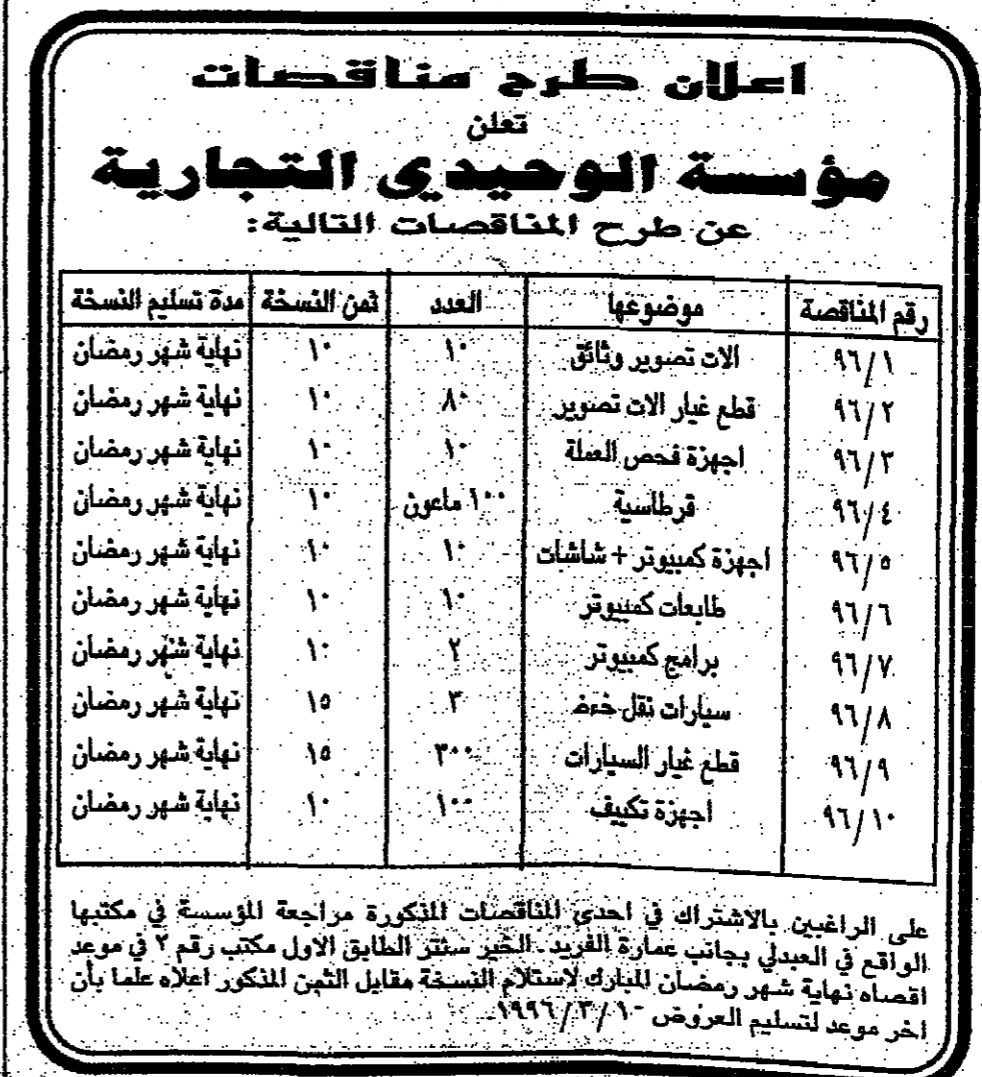 اعلان طرح مناقصات
تعلن
مؤسسة الوحيدي التجارية
عن طرح المناقصات التالية:
رقم المناقصة موضوعها العدد ثمن النسخة مدة تسليم النسخة
٩٦/١ الات تصوير وثائق ١٠ ١٠ نهاية شهر رمضان
٩٦/٢ قطع غيار الات تصوير ٨٠ ١٠ نهاية شهر رمضان
٩٦/٣ اجهزة فحص العملة ١٠ ١٠ نهاية شهر رمضان
٩٦/٤ قرطاسية ١٠٠ ماعون ١٠ نهاية شهر رمضان
٩٦/٥ اجهزة كمبيوتر + شاشات ١٠ ١٠ نهاية شهر رمضان
٩٦/٦ طابعات كمبيوتر ١٠ ١٠ نهاية شهر رمضان
٩٦/٧ برامج كمبيوتر ٢ ١٠ نهاية شهر رمضان
٩٦/٨ سيارات نقل ٣ ١٥ نهاية شهر رمضان
٩٦/٩ قطع غيار السيارات ٣٠٠ ١٥ نهاية شهر رمضان
٩٦/١٠ اجهزة تكييف ١٠٠ ١٠ نهاية شهر رمضان
على الراغبين بالاشتراك في احدى المناقصات المذكورة مراجعة المؤسسة في مكتبها
الواقع في العبدلي بجانب عمارة الفريد - الخير سنتر الطابق الاول مكتب رقم ٢ في موعد
اقصاه نهاية شهر رمضان المبارك لاستلام النسخة مقابل الثمن المذكور اعلاه علما بأن
أخر موعد لتسليم العروض ١٩٩٦/٣/١٠